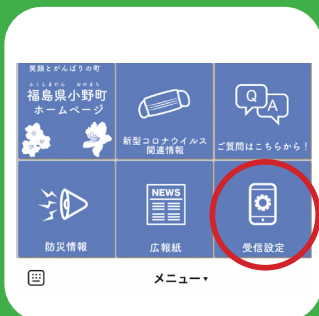 笑顔とがんばりの町
ふくしまけん おのまち
福島県小野町
ホームページ
新型コロナウイルス
関連情報
Q
A
ご質問はこちらから！
防災情報
NEWS
広報紙
受信設定
メニュー▾